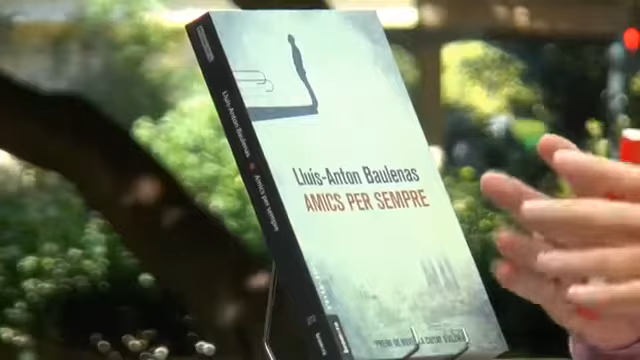 Lluís-Anton Baulenas
AMICS PER SEMPRE
Lluís-Anton Baulenas
Amics per sempre